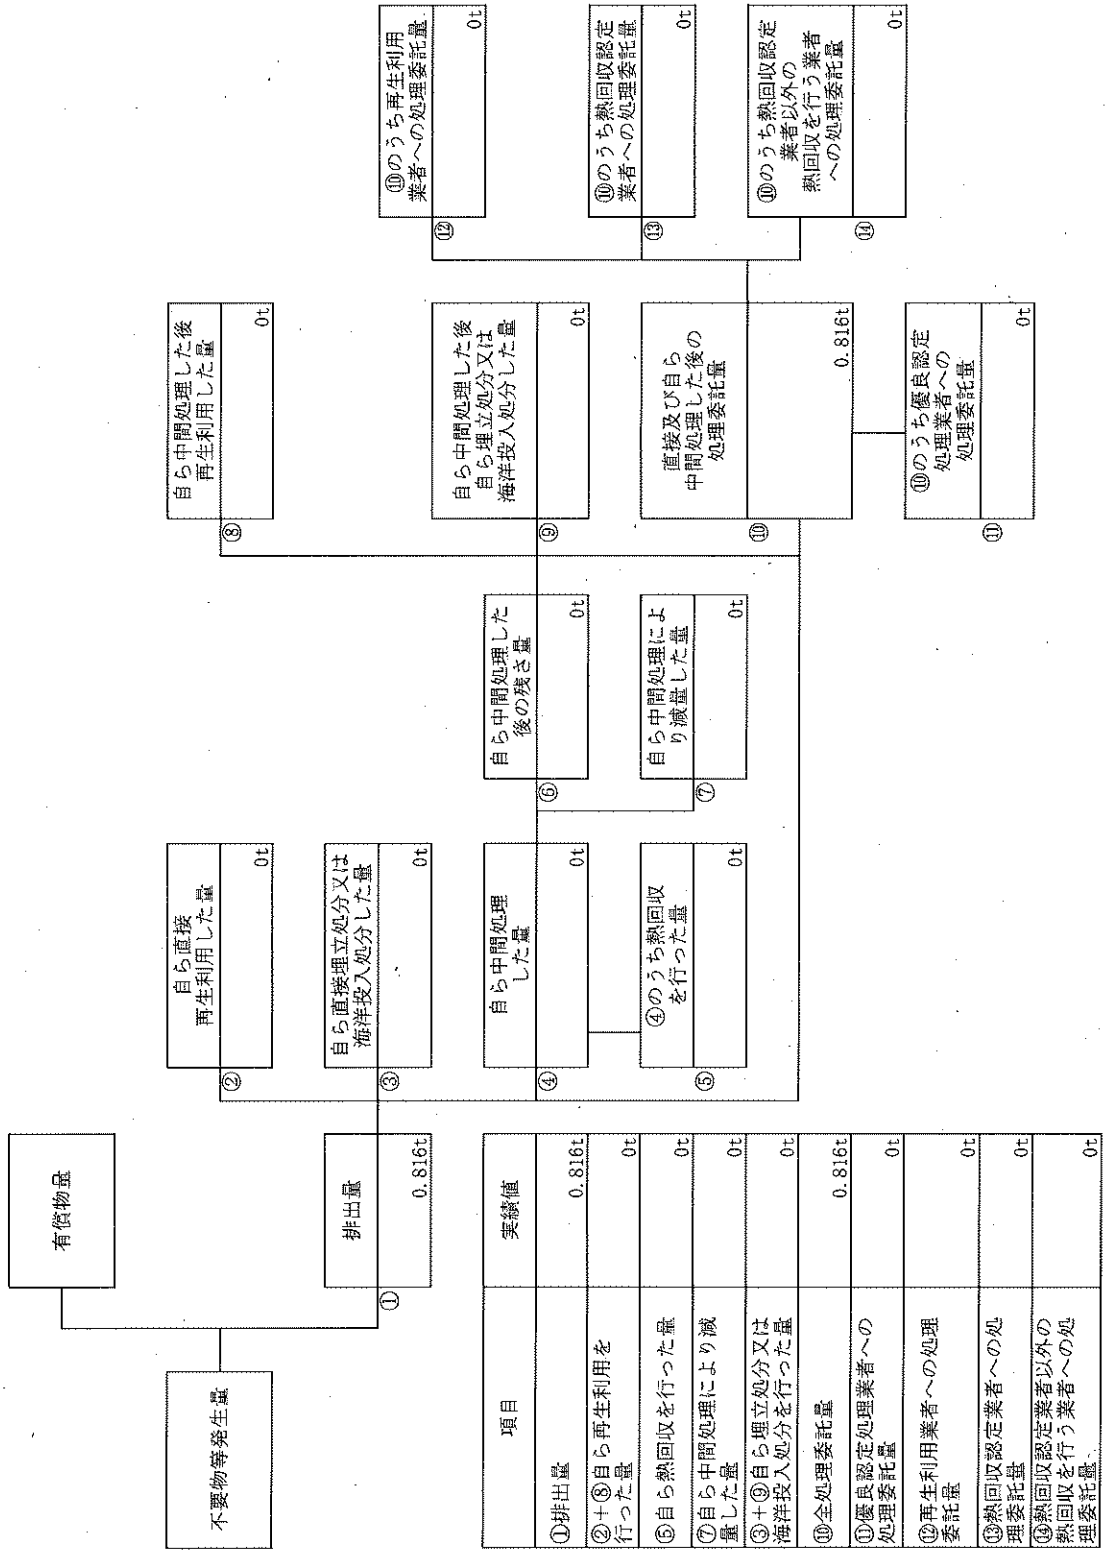 不要物等発生量
有償物量
①
排出量
0.816t
②
自ら直接
再生利用した量
0t
③
自ら直接埋立処分又は
海洋投入処分した量
0t
④
自ら中間処理
した量
0t
⑤
④のうち熱回収
を行った量
0t
⑥
自ら中間処理した
後の残さ量
0t
⑦
自ら中間処理によ
り減量した量
0t
⑧
自ら中間処理した後
再生利用した量
0t
⑨
自ら中間処理した後
自ら埋立処分又は
海洋投入処分した量
0t
⑩
直接及び自ら
中間処理した後の
処理委託量
0.816t
⑪
⑩のうち優良認定
処理業者への
処理委託量
0t
⑫
⑩のうち再生利用
業者への処理委託量
0t
⑬
⑩のうち熱回収認定
業者への処理委託量
0t
⑭
⑩のうち熱回収認定
業者以外の
熱回収を行う業者
への処理委託量
0t
項目
実績値
①排出量
0.816t
②+⑧自ら再生利用を
行った量
0t
⑤自ら熱回収を行った量
0t
⑦自ら中間処理により減
量した量
0t
③+⑨自ら埋立処分又は
海洋投入処分を行った量
0t
⑩全処理委託量
0.816t
⑪優良認定処理業者への
処理委託量
0t
⑫再生利用業者への処理
委託量
0t
⑬熱回収認定業者への処
理委託量
0t
⑭熱回収認定業者以外の
熱回収を行う業者への処
理委託量
0t